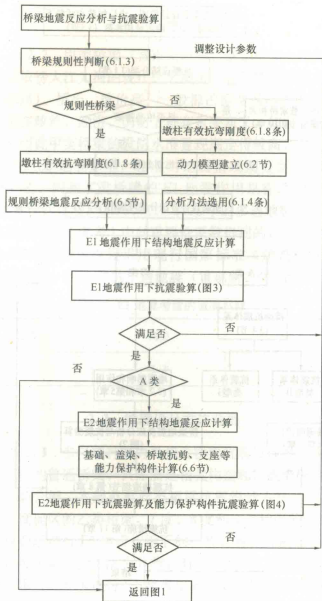 桥梁地震反应分析与抗震验算
调整设计参数
桥梁规则性判断(6.1.3)
规则性桥梁
否
是
墩柱有效抗弯刚度(6.1.8条)
墩柱有效抗弯刚度(6.1.8条)
动力模型建立(6.2节)
规则桥梁地震反应分析(6.5节)
分析方法选用(6.1.4条)
E1地震作用下结构地震反应计算
E1地震作用下抗震验算(图3)
满足否
否
是
否
A类
是
E2地震作用下结构地震反应计算
基础、盖梁、桥墩抗剪、支座等
能力保护构件计算(6.6节)
E2地震作用下抗震验算及能力保护构件抗震验算(图4)
满足否
否
是
返回图1